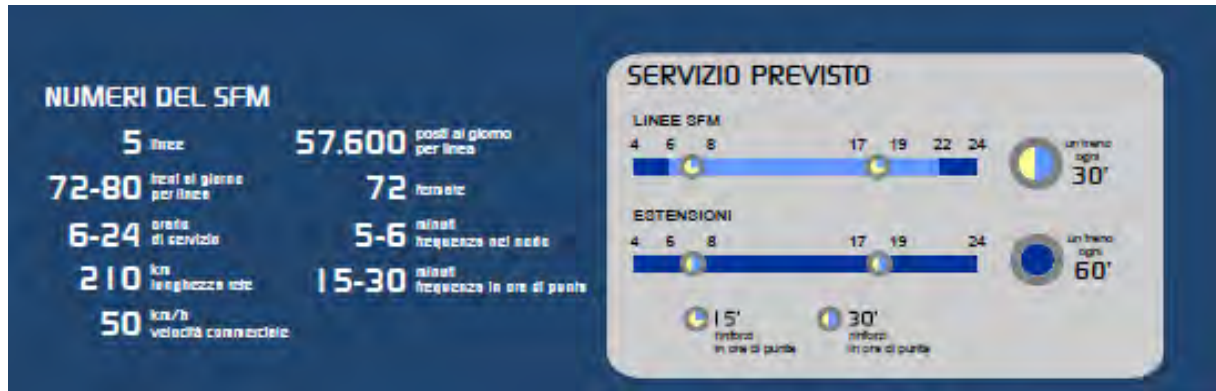 NUMERI DEL SFM
5 linee
72-80 treni al giorno
per linea
6-24 orario
di servizio
210 km
lunghezza rete
50 km/h
velocità commerciale
57.600 posti al giorno
per linea
72 fermate
5-6 minuti
frequenza nel nodo
15-30 minuti
frequenza in ore di punta
SERVIZIO PREVISTO
LINEE SFM
4 6 8 17 19 22 24
un treno
ogni
30'
ESTENSIONI
4 6 8 17 19 24
un treno
ogni
60'
15'
rinforzi
in ore di punta
30'
rinforzi
in ore di punta